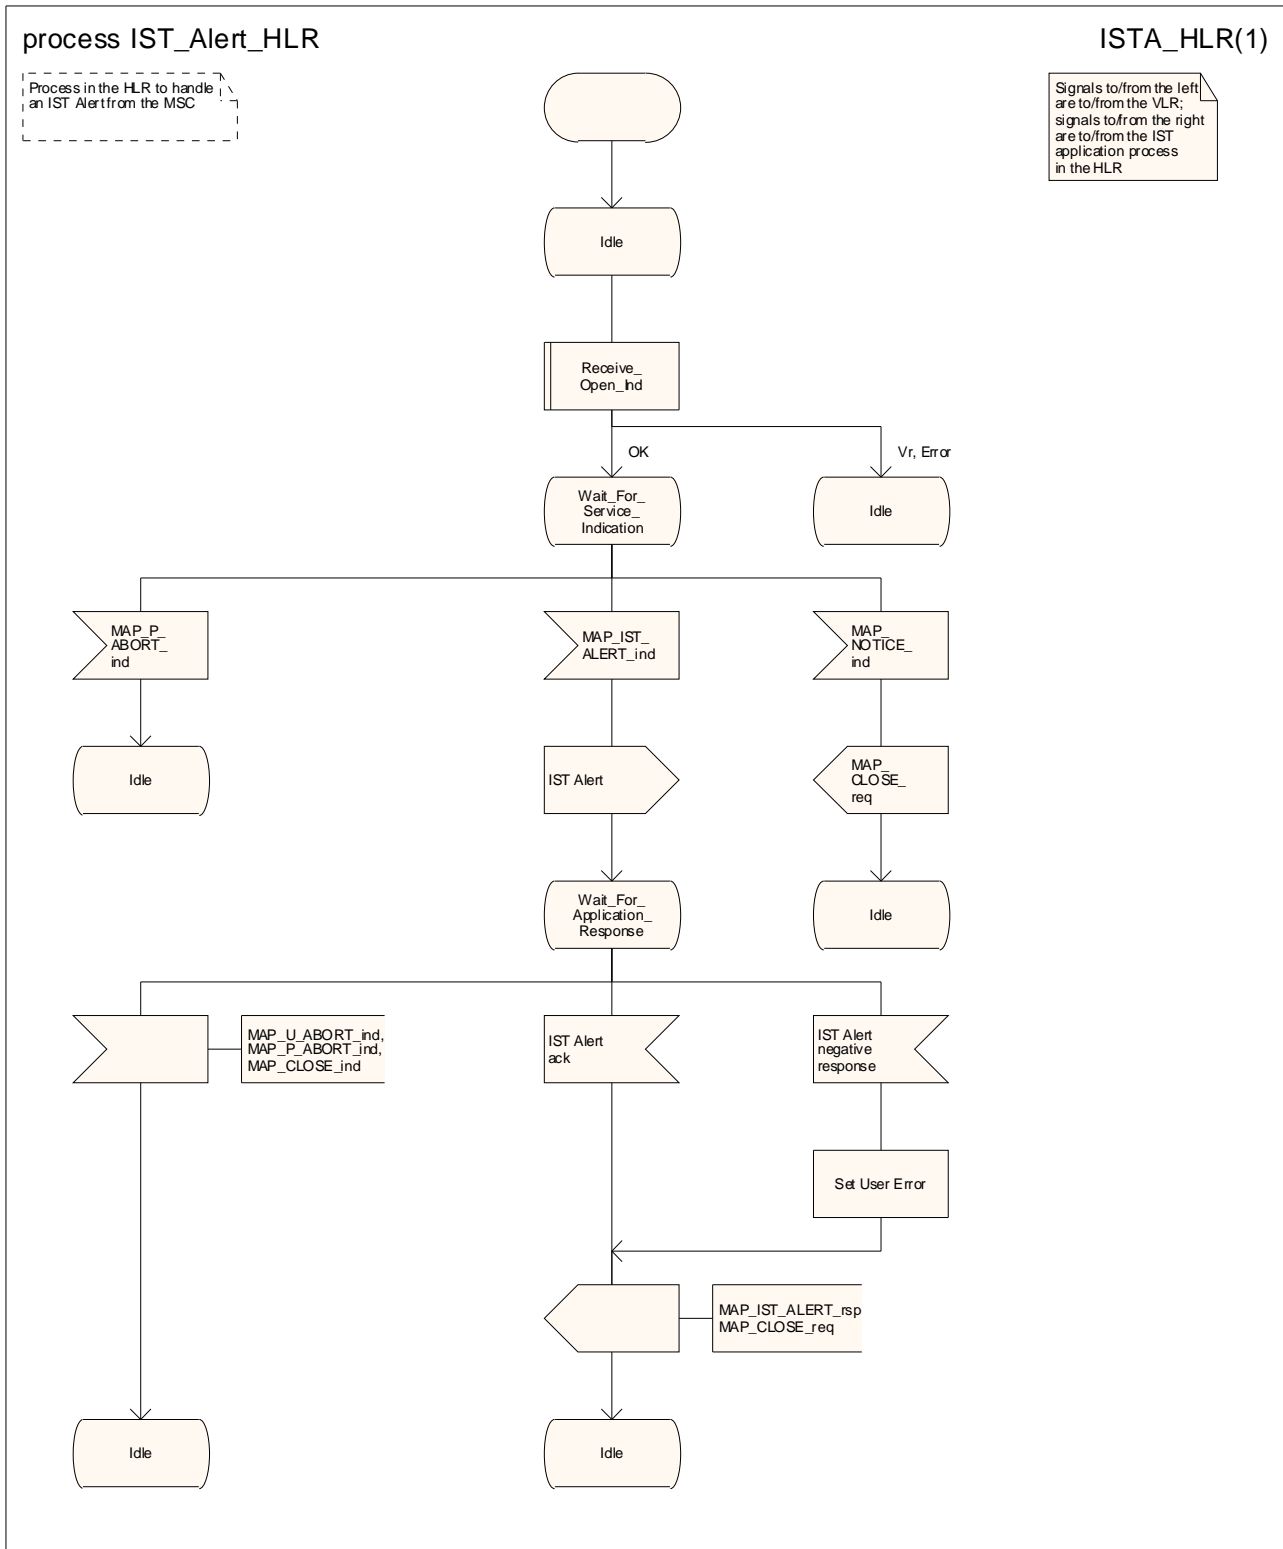 process IST_Alert_HLR
ISTA_HLR(1)
Process in the HLR to handle
an IST Alert from the MSC
Signals to/from the left
are to/from the VLR;
signals to/from the right
are to/from the IST
application process
in the HLR
Idle
Receive_
Open_Ind
OK
Vr, Error
Wait_For_
Service_
Indication
Idle
MAP_P_
ABORT_
ind
MAP_IST_
ALERT_ind
MAP_
NOTICE_
ind
Idle
IST Alert
MAP_
CLOSE_
req
Wait_For_
Application_
Response
Idle
MAP_U_ABORT_ind,
MAP_P_ABORT_ind,
MAP_CLOSE_ind
IST Alert
ack
IST Alert
negative
response
Set User Error
MAP_IST_ALERT_rsp
MAP_CLOSE_req
Idle
Idle